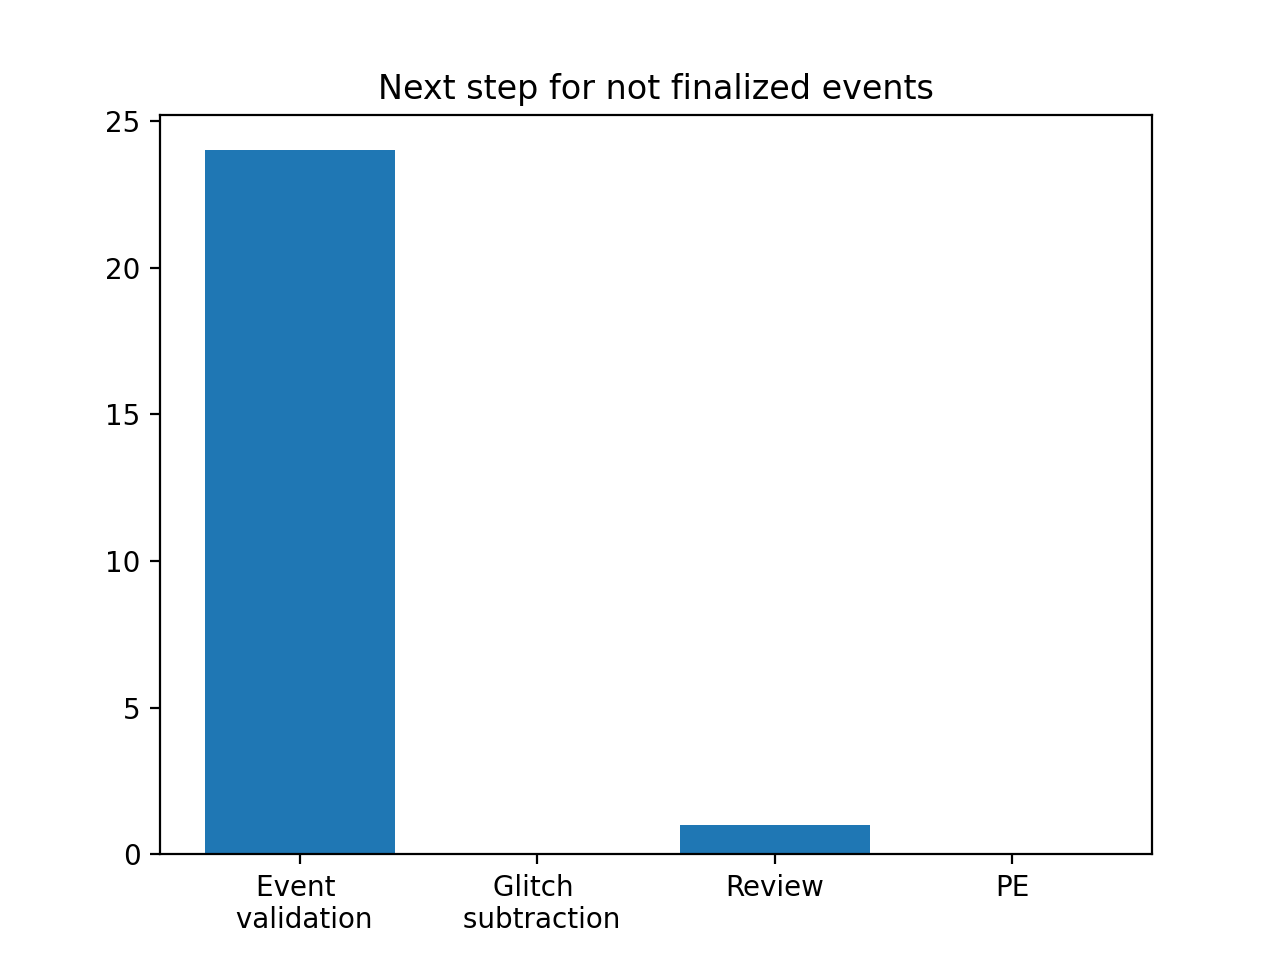 Next step for not finalized events
25
20
15
10
5
0
Event
validation
Glitch
subtraction
Review
PE